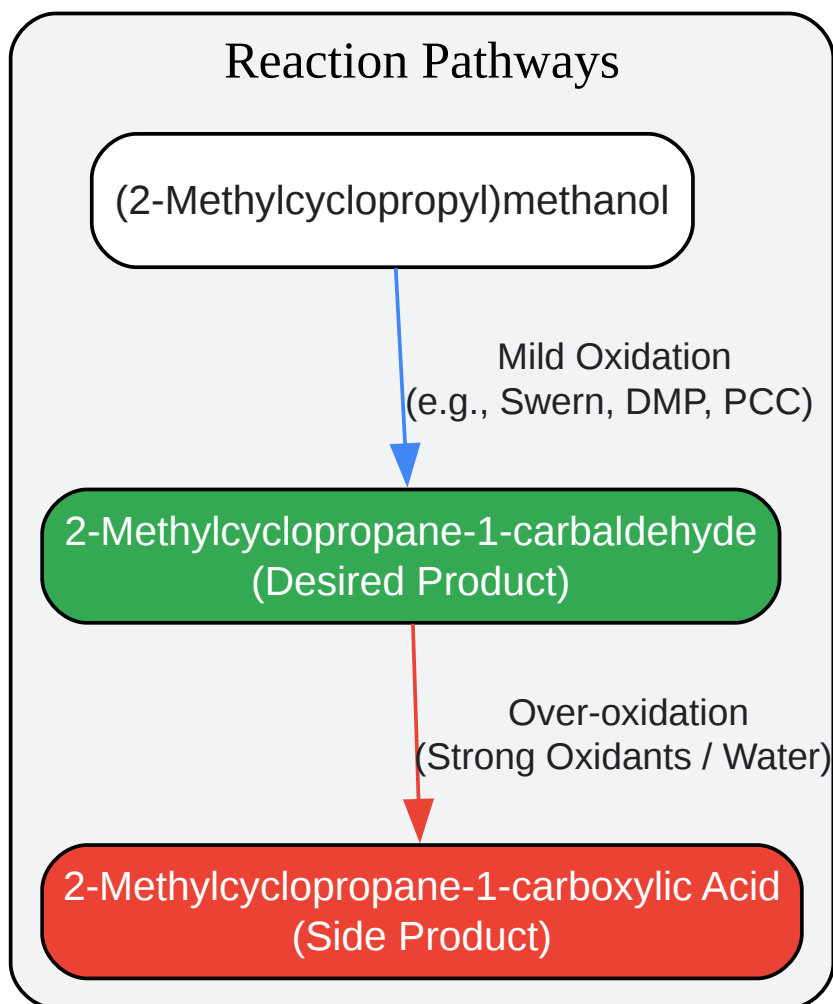 Reaction Pathways
(2-Methylcyclopropyl)methanol
Mild Oxidation
(e.g., Swern, DMP, PCC)
2-Methylcyclopropane-1-carbaldehyde
(Desired Product)
Over-oxidation
(Strong Oxidants / Water)
2-Methylcyclopropane-1-carboxylic Acid
(Side Product)